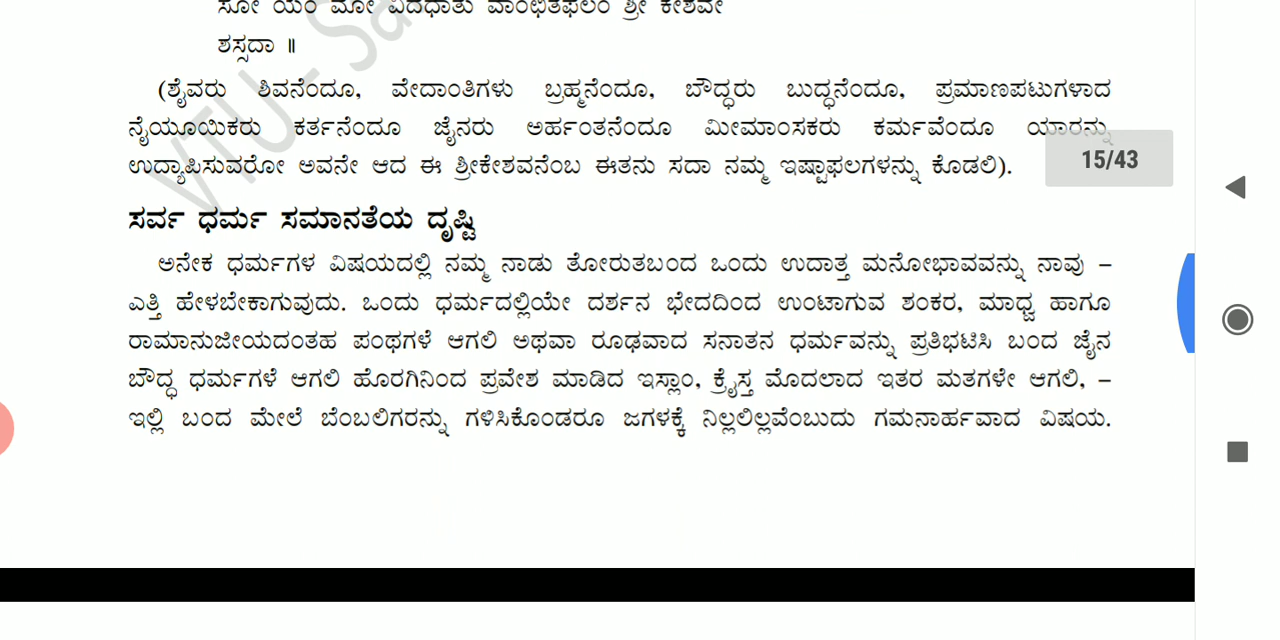 ಶಸ್ಸದಾ ॥
(ಶೈವರು ಶಿವನೆಂದೂ, ವೇದಾಂತಿಗಳು ಬ್ರಹ್ಮನೆಂದೂ, ಬೌದ್ಧರು ಬುದ್ಧನೆಂದೂ, ಪ್ರಮಾಣಪಟುಗಳಾದ
ನೈಯೂಯಿಕರು ಕರ್ತನೆಂದೂ ಜೈನರು ಅರ್ಹಂತನೆಂದೂ ಮೀಮಾಂಸಕರು ಕರ್ಮವೆಂದೂ ಯಾರನ್ನು
ಉದ್ಘಾಪಿಸುವರೋ ಅವನೇ ಆದ ಈ ಶ್ರೀಕೇಶವನೆಂಬ ಈತನು ಸದಾ ನಮ್ಮ ಇಷ್ಟಾಫಲಗಳನ್ನು ಕೊಡಲಿ).
15/43
ಸರ್ವ ಧರ್ಮ ಸಮಾನತೆಯ ದೃಷ್ಟಿ
ಅನೇಕ ಧರ್ಮಗಳ ವಿಷಯದಲ್ಲಿ ನಮ್ಮ ನಾಡು ತೋರುತಬಂದ ಒಂದು ಉದಾತ್ತ ಮನೋಭಾವವನ್ನು ನಾವು –
ಎತ್ತಿ ಹೇಳಬೇಕಾಗುವುದು. ಒಂದು ಧರ್ಮದಲ್ಲಿಯೇ ದರ್ಶನ ಭೇದದಿಂದ ಉಂಟಾಗುವ ಶಂಕರ, ಮಾಧ್ವ ಹಾಗೂ
ರಾಮಾನುಜೀಯದಂತಹ ಪಂಥಗಳೆ ಆಗಲಿ ಅಥವಾ ರೂಢವಾದ ಸನಾತನ ಧರ್ಮವನ್ನು ಪ್ರತಿಭಟಿಸಿ ಬಂದ ಜೈನ
ಬೌದ್ಧ ಧರ್ಮಗಳೆ ಆಗಲಿ ಹೊರಗಿನಿಂದ ಪ್ರವೇಶ ಮಾಡಿದ ಇಸ್ಲಾಂ, ಕ್ರೈಸ್ತ ಮೊದಲಾದ ಇತರ ಮತಗಳೇ ಆಗಲಿ, –
ಇಲ್ಲಿ ಬಂದ ಮೇಲೆ ಬೆಂಬಲಿಗರನ್ನು ಗಳಿಸಿಕೊಂಡರೂ ಜಗಳಕ್ಕೆ ನಿಲ್ಲಲಿಲ್ಲವೆಂಬುದು ಗಮನಾರ್ಹವಾದ ವಿಷಯ.